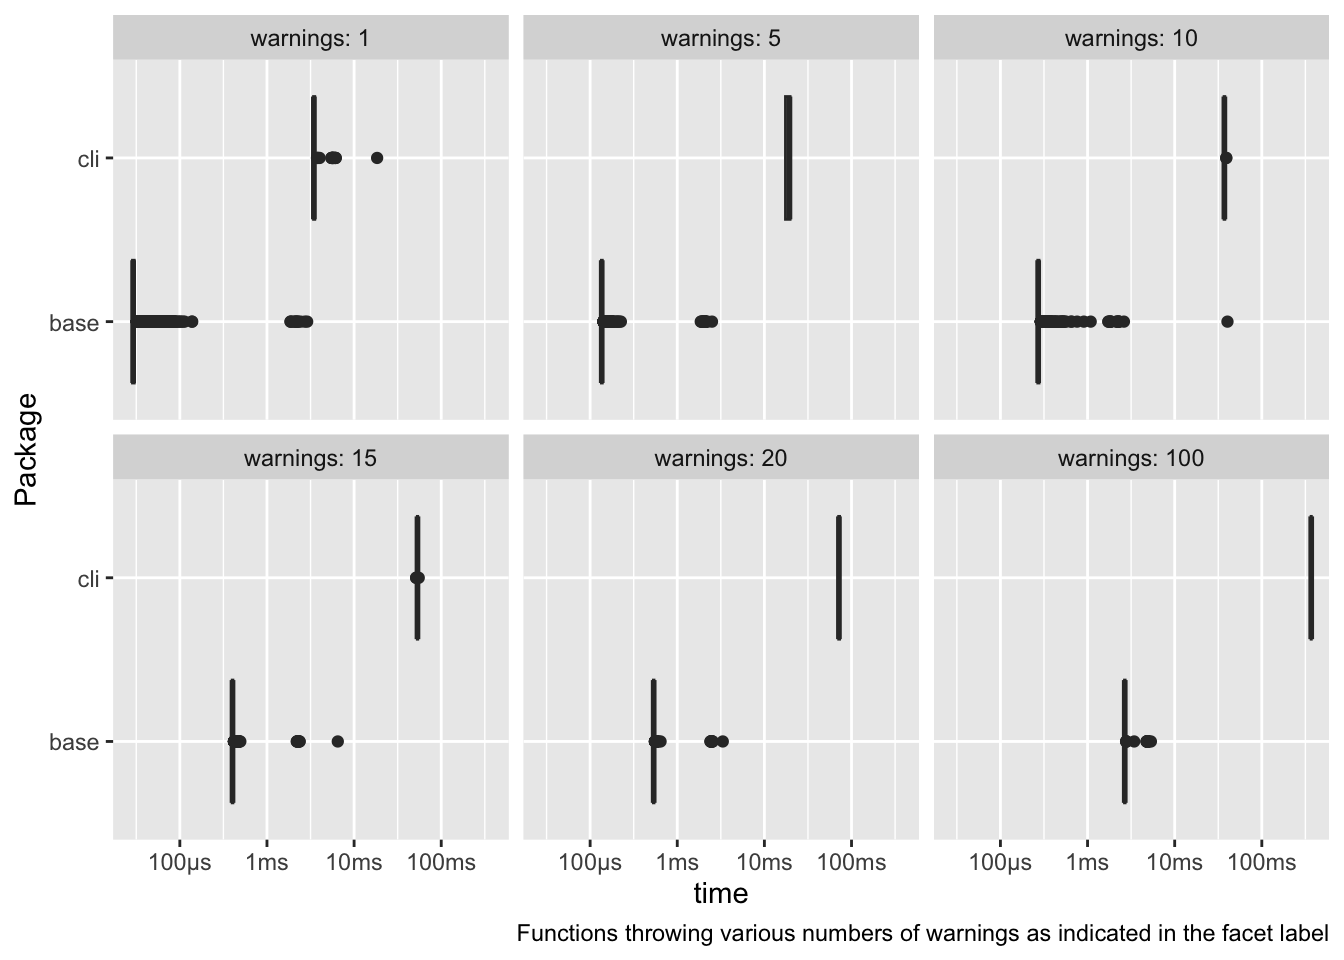 warnings: 1
warnings: 5
warnings: 10
cli
base
warnings: 15
warnings: 20
warnings: 100
cli
base
Package
100µs 1ms 10ms 100ms
100µs 1ms 10ms 100ms
100µs 1ms 10ms 100ms
time
Functions throwing various numbers of warnings as indicated in the facet label